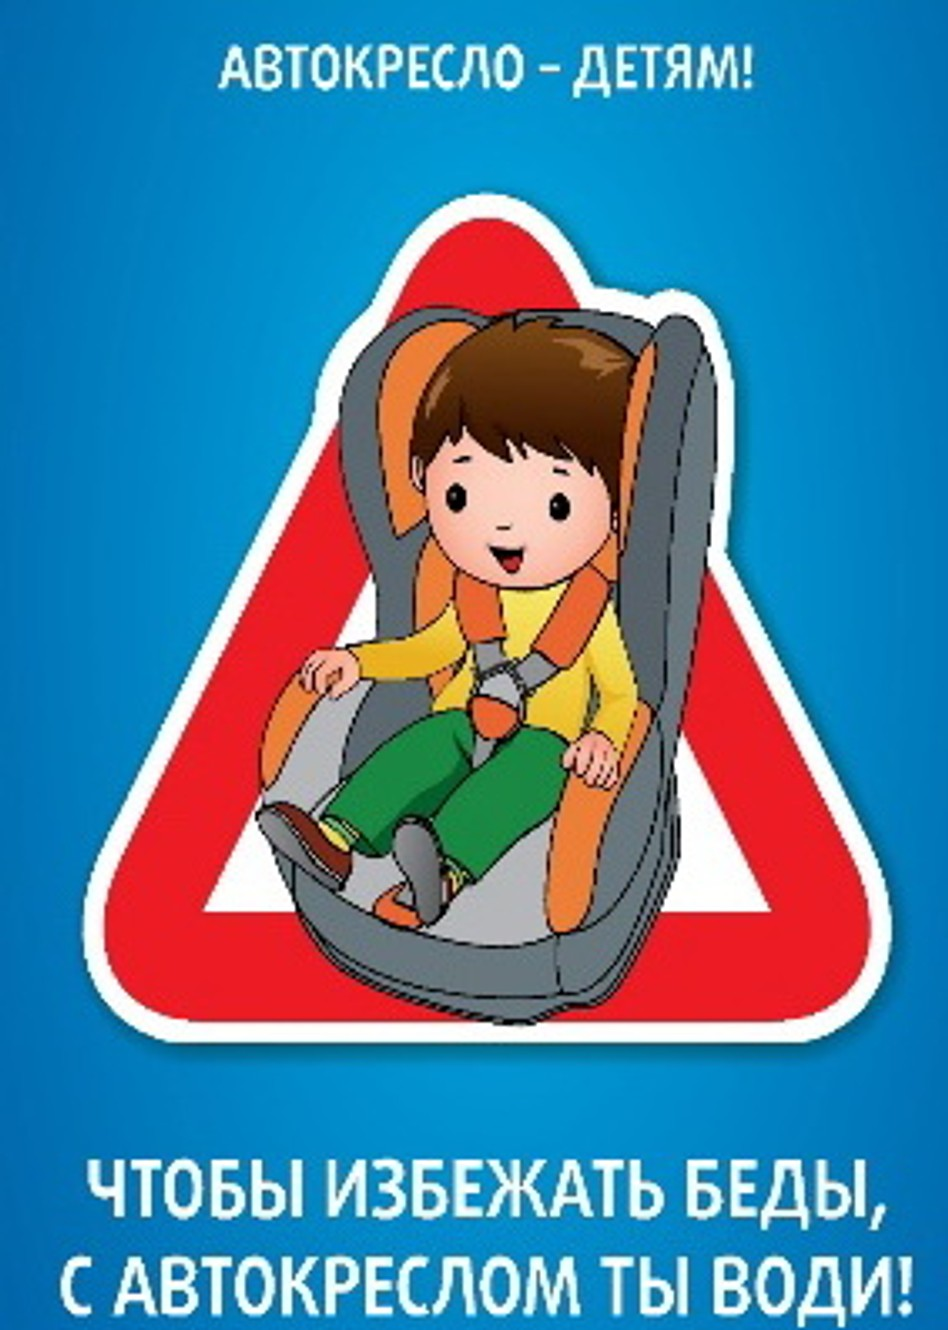 АВТОКРЕСЛО – ДЕТЯМ!
ЧТОБЫ ИЗБЕЖАТЬ БЕДЫ,
С АВТОКРЕСЛОМ ТЫ ВОДИ!